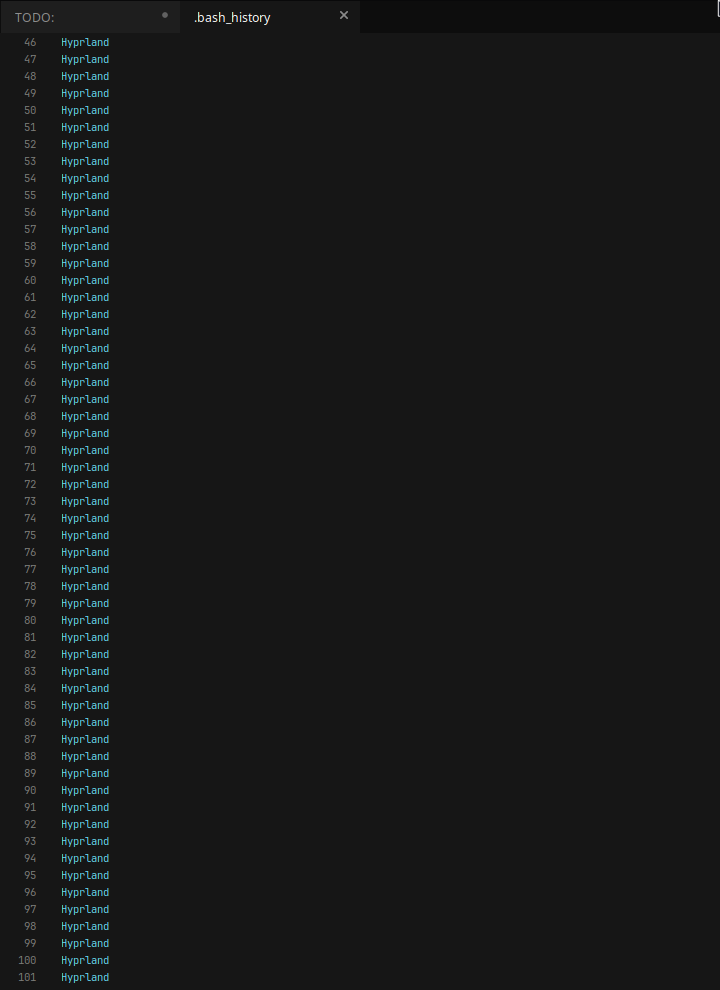 TODO: .bash_history
46 Hyprland
47 Hyprland
48 Hyprland
49 Hyprland
50 Hyprland
51 Hyprland
52 Hyprland
53 Hyprland
54 Hyprland
55 Hyprland
56 Hyprland
57 Hyprland
58 Hyprland
59 Hyprland
60 Hyprland
61 Hyprland
62 Hyprland
63 Hyprland
64 Hyprland
65 Hyprland
66 Hyprland
67 Hyprland
68 Hyprland
69 Hyprland
70 Hyprland
71 Hyprland
72 Hyprland
73 Hyprland
74 Hyprland
75 Hyprland
76 Hyprland
77 Hyprland
78 Hyprland
79 Hyprland
80 Hyprland
81 Hyprland
82 Hyprland
83 Hyprland
84 Hyprland
85 Hyprland
86 Hyprland
87 Hyprland
88 Hyprland
89 Hyprland
90 Hyprland
91 Hyprland
92 Hyprland
93 Hyprland
94 Hyprland
95 Hyprland
96 Hyprland
97 Hyprland
98 Hyprland
99 Hyprland
100 Hyprland
101 Hyprland